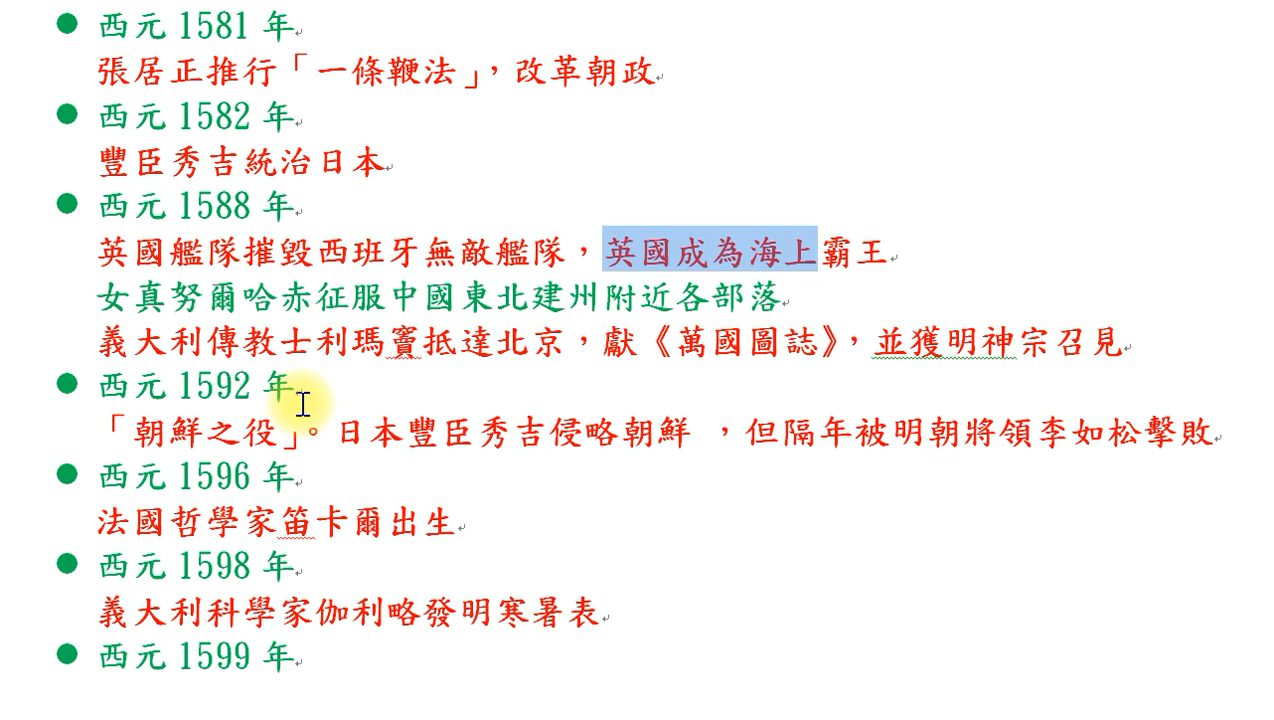 ● 西元 1581 年
張居正推行「一條鞭法」，改革朝政
● 西元 1582 年
豐臣秀吉統治日本
● 西元 1588 年
英國艦隊摧毀西班牙無敵艦隊，英國成為海上霸王
女真努爾哈赤征服中國東北建州附近各部落
義大利傳教士利瑪竇抵達北京，獻《萬國圖誌》，並獲明神宗召見
● 西元 1592 年
「朝鮮之役」。日本豐臣秀吉侵略朝鮮 ，但隔年被明朝將領李如松擊敗
● 西元 1596 年
法國哲學家笛卡爾出生
● 西元 1598 年
義大利科學家伽利略發明寒暑表
● 西元 1599 年